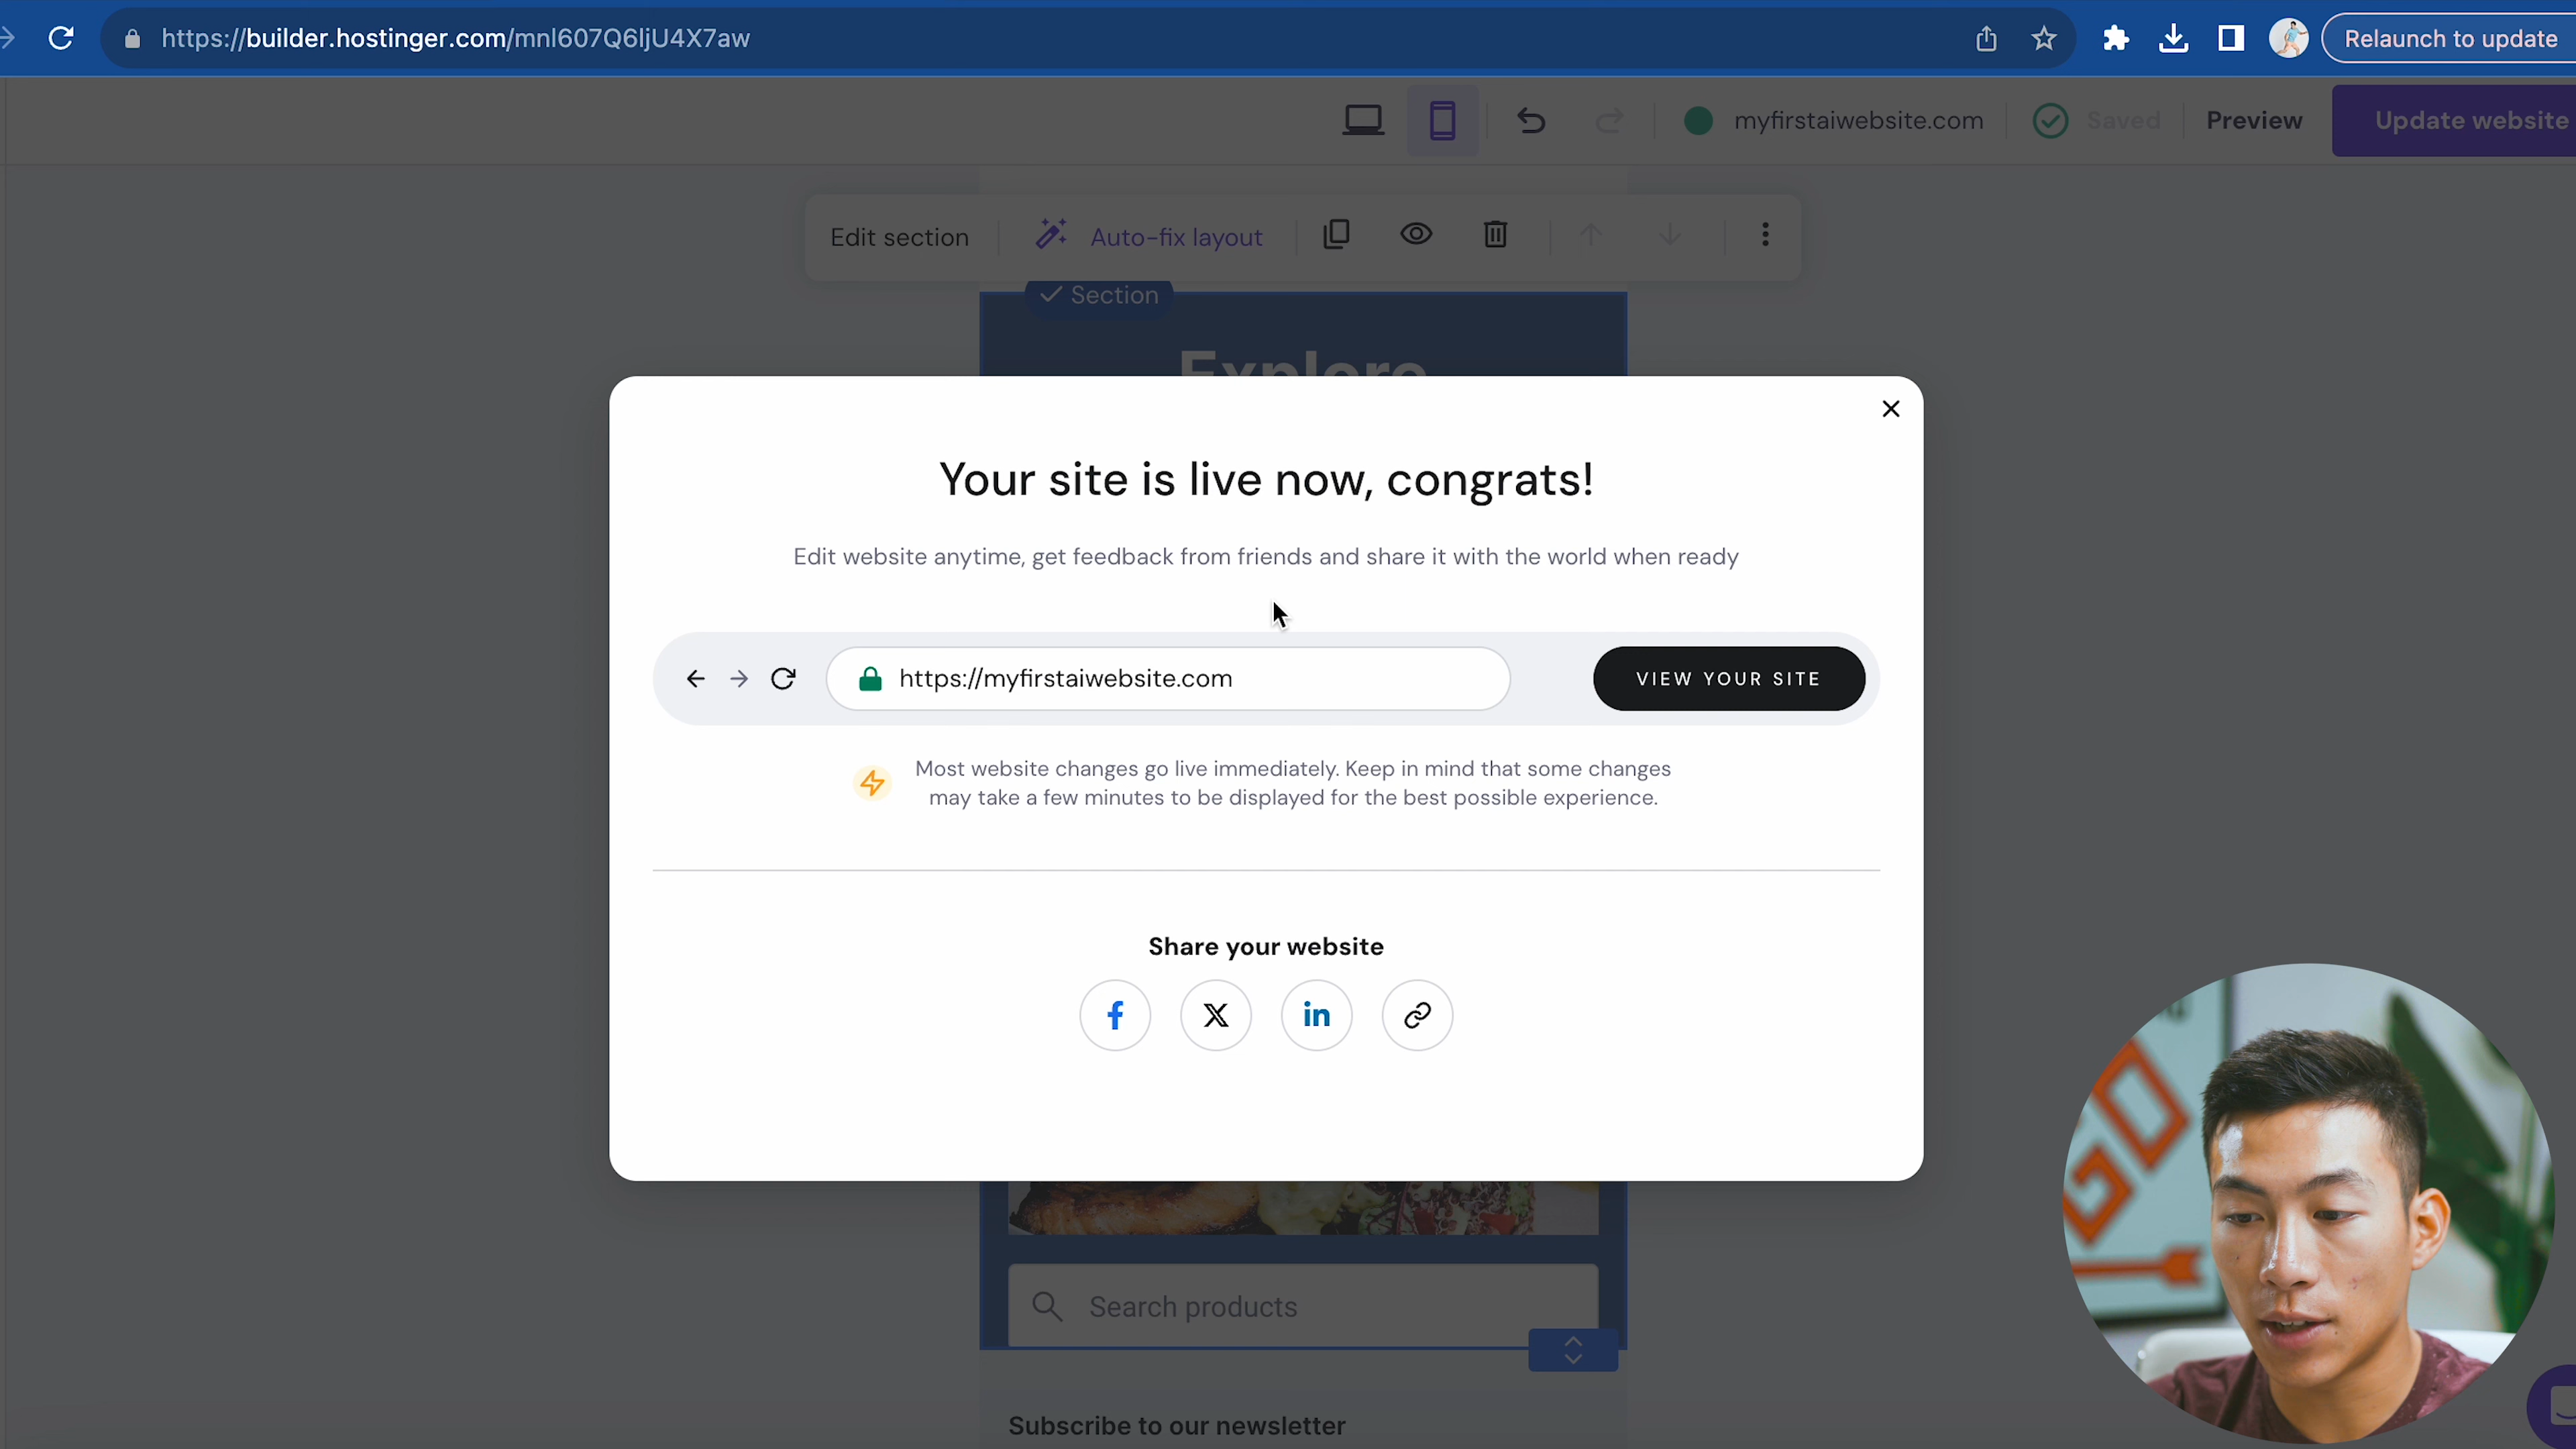 https://builder.hostinger.com/mnl607Q6ljU4X7aw
Relaunch to update
myfirstaiwebsite.com
Saved
Preview
Update website
Edit section
Auto-fix layout
Section
Explore
Your site is live now, congrats!
Edit website anytime, get feedback from friends and share it with the world when ready
https://myfirstaiwebsite.com
VIEW YOUR SITE
Most website changes go live immediately. Keep in mind that some changes
may take a few minutes to be displayed for the best possible experience.
Share your website
Search products
Subscribe to our newsletter